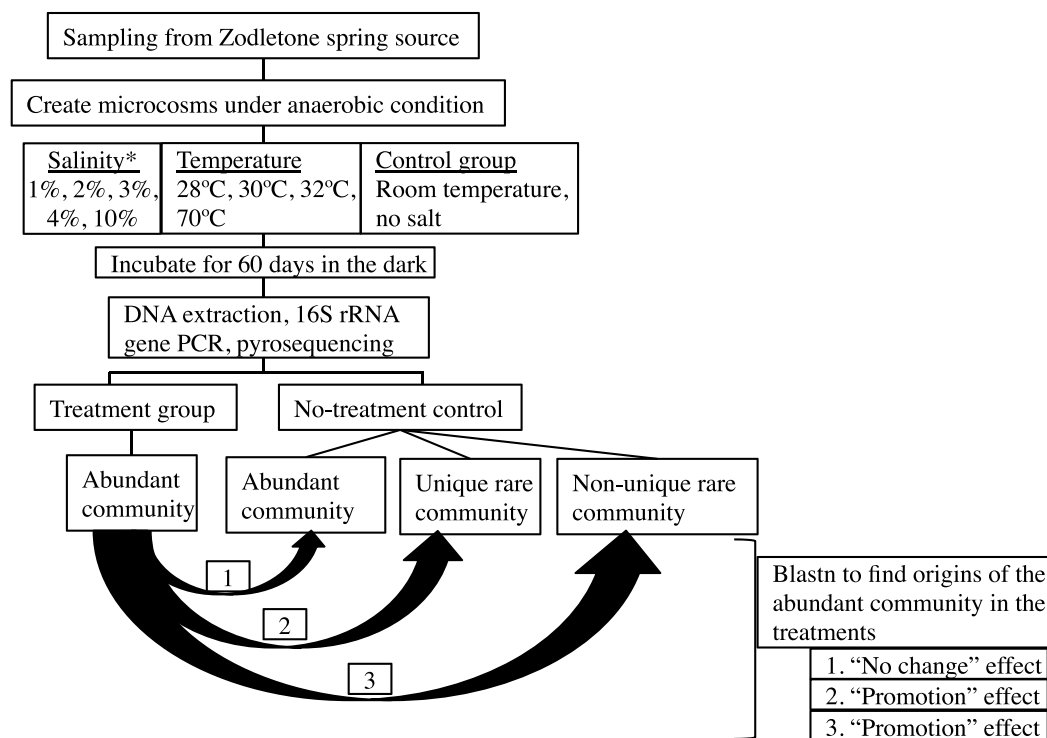 Sampling from Zodletone spring source
Create microcosms under anaerobic condition
Salinity*
1%, 2%, 3%,
4%, 10%
Temperature
28ºC, 30ºC, 32ºC,
70ºC
Control group
Room temperature,
no salt
Incubate for 60 days in the dark
DNA extraction, 16S rRNA
gene PCR, pyrosequencing
Treatment group
No-treatment control
Abundant
community
Abundant
community
Unique rare
community
Non-unique rare
community
1
2
3
Blastn to find origins of the
abundant community in the
treatments
1. “No change” effect
2. “Promotion” effect
3. “Promotion” effect